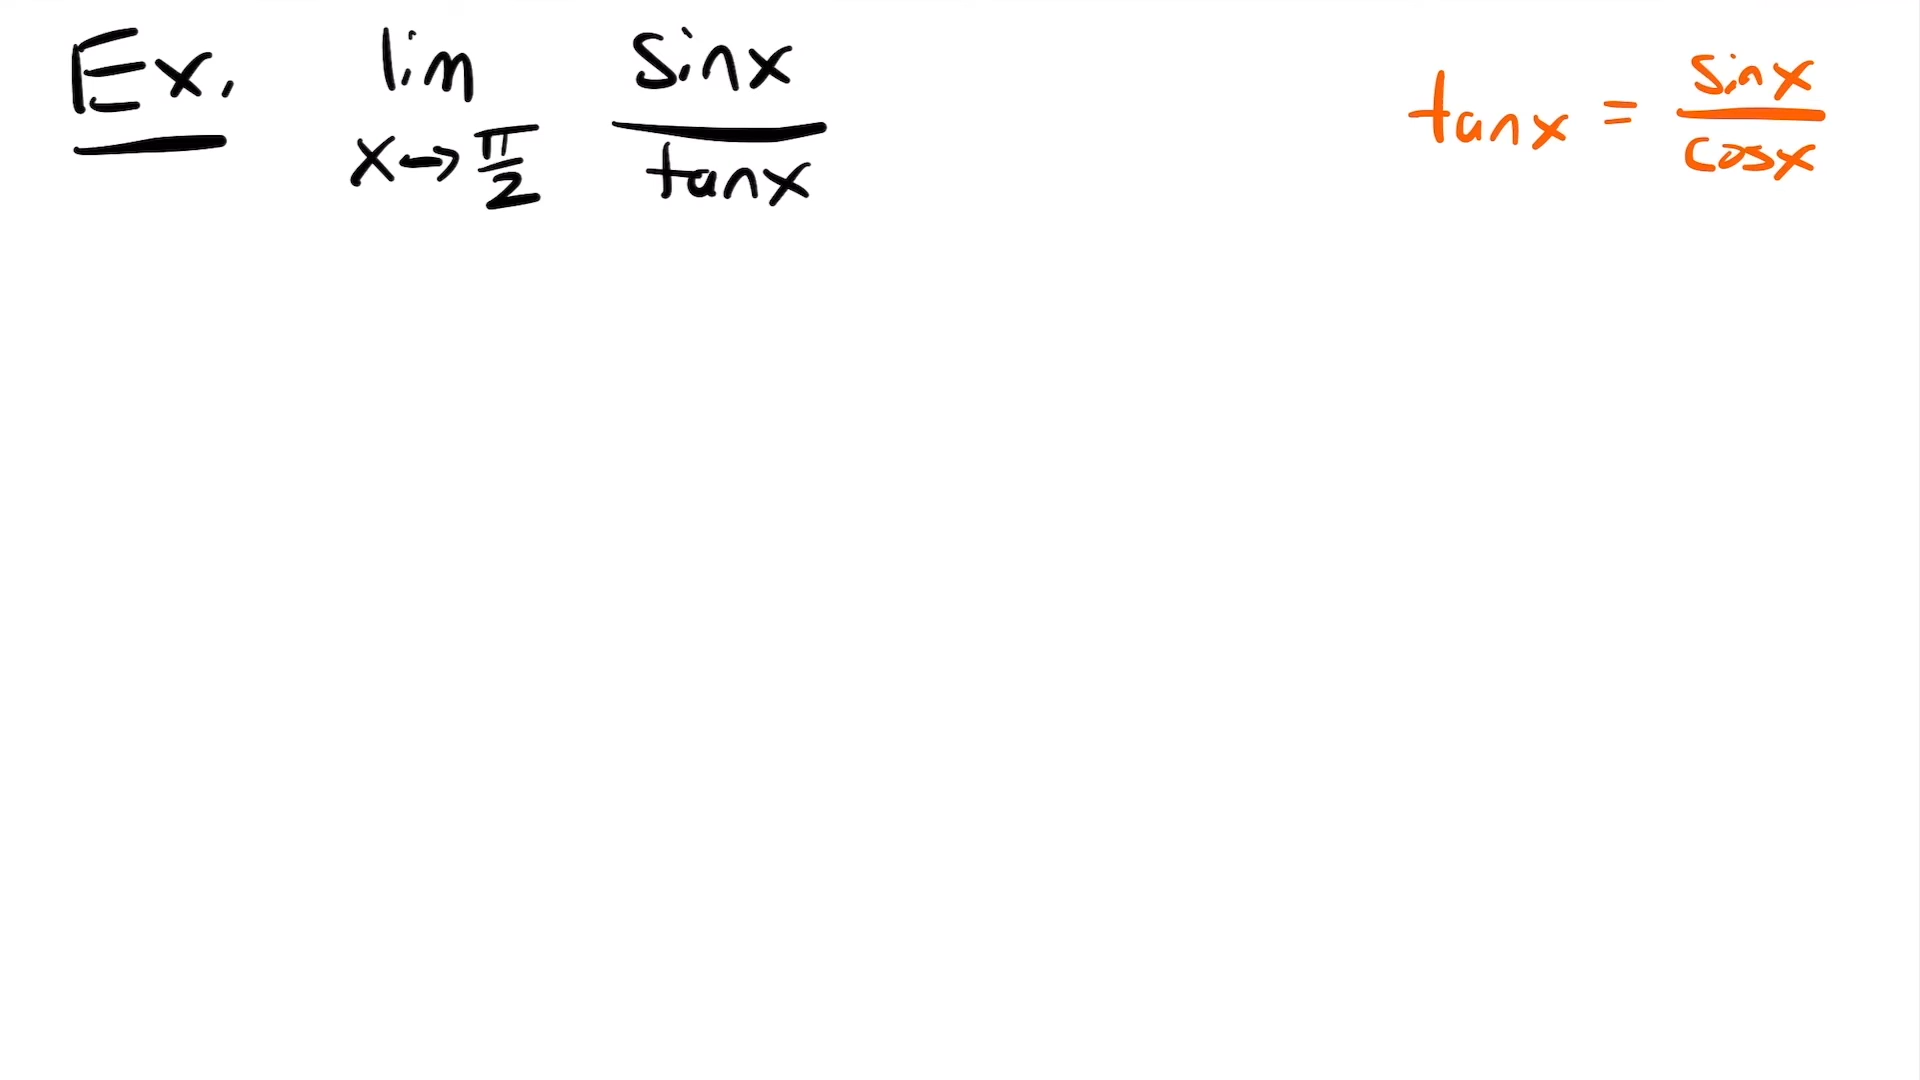 Ex. lim x→π/2 sinx/tanx
tanx = sinx/cosx